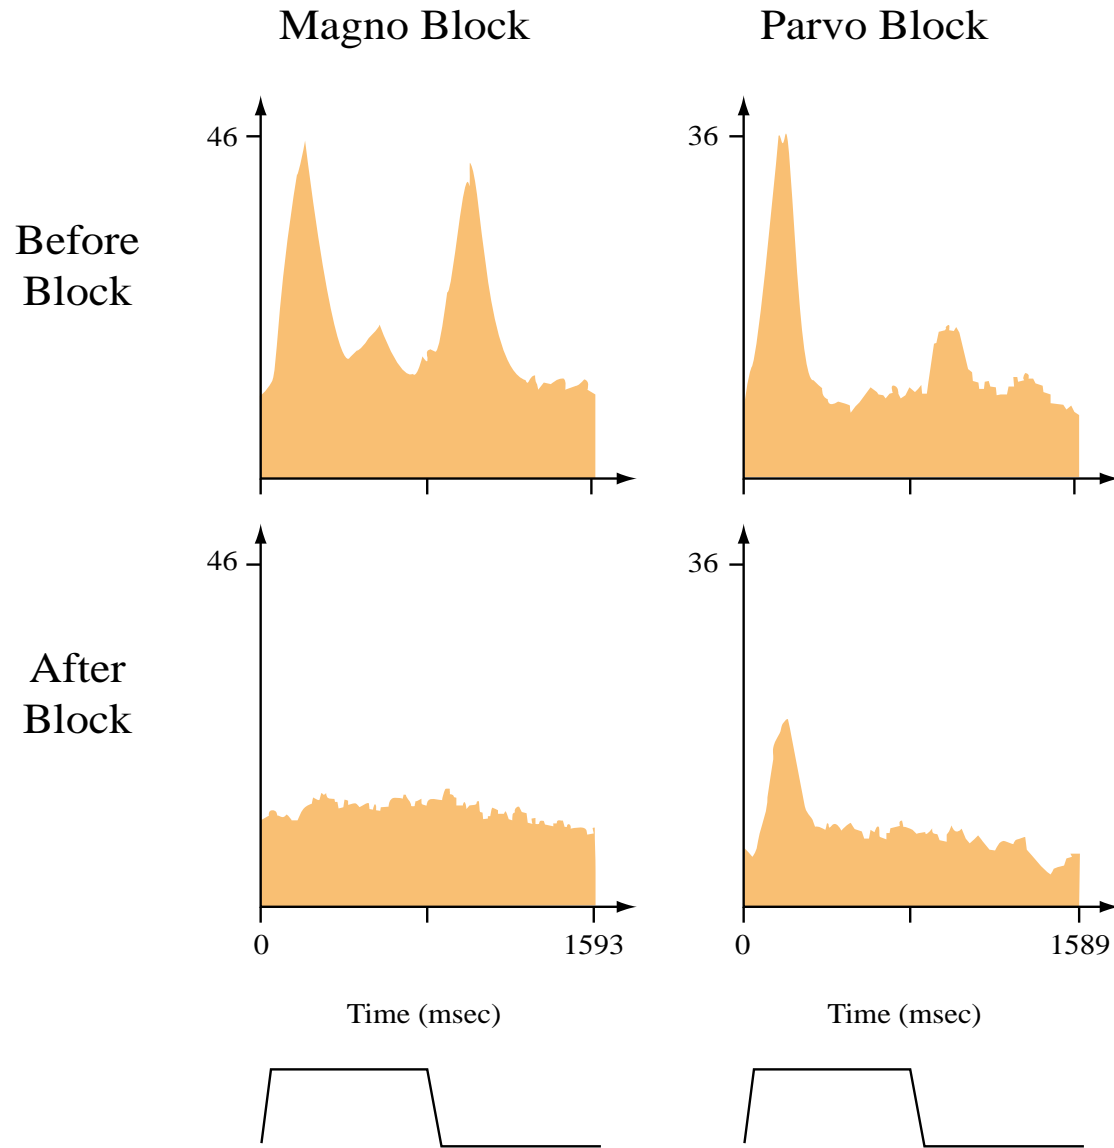 Magno Block
Parvo Block
Before
Block
46
36
After
Block
46
36
0
1593
0
1589
Time (msec)
Time (msec)